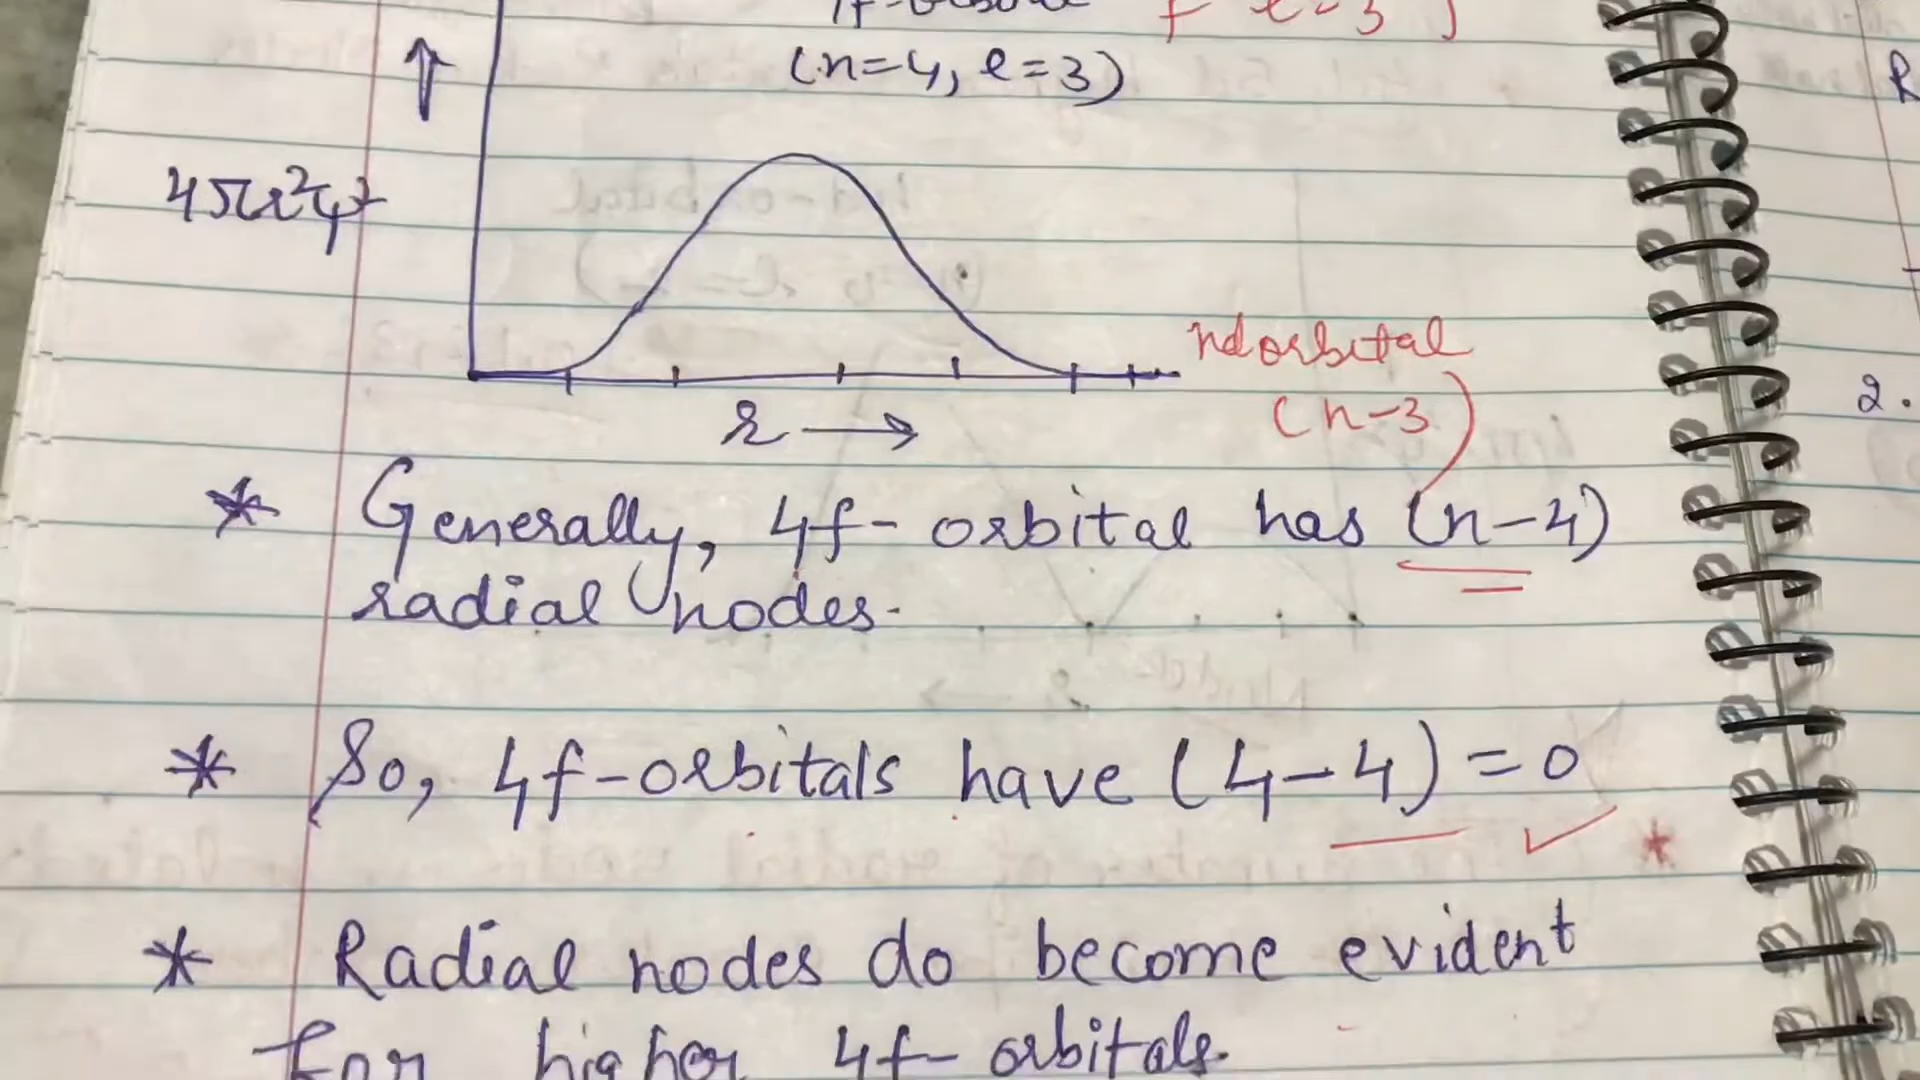 (n=4, l=3)
4πr²ψ²
nd orbital
(n-3)
r →
* Generally, 4f- orbital has (n-4)
radial nodes.
* So, 4f-orbitals have (4-4) = 0
* Radial nodes do become evident
for higher 4f- orbitals.
2.